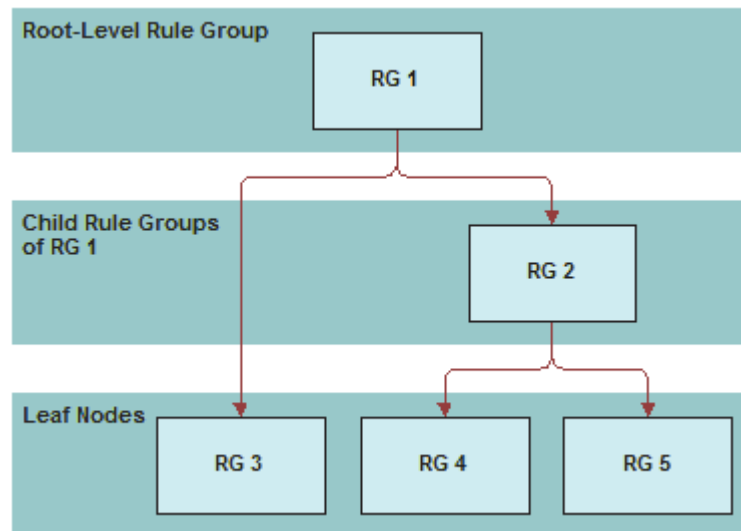 Root-Level Rule Group
RG 1
Child Rule Groups
of RG 1
RG 2
Leaf Nodes
RG 3
RG 4
RG 5